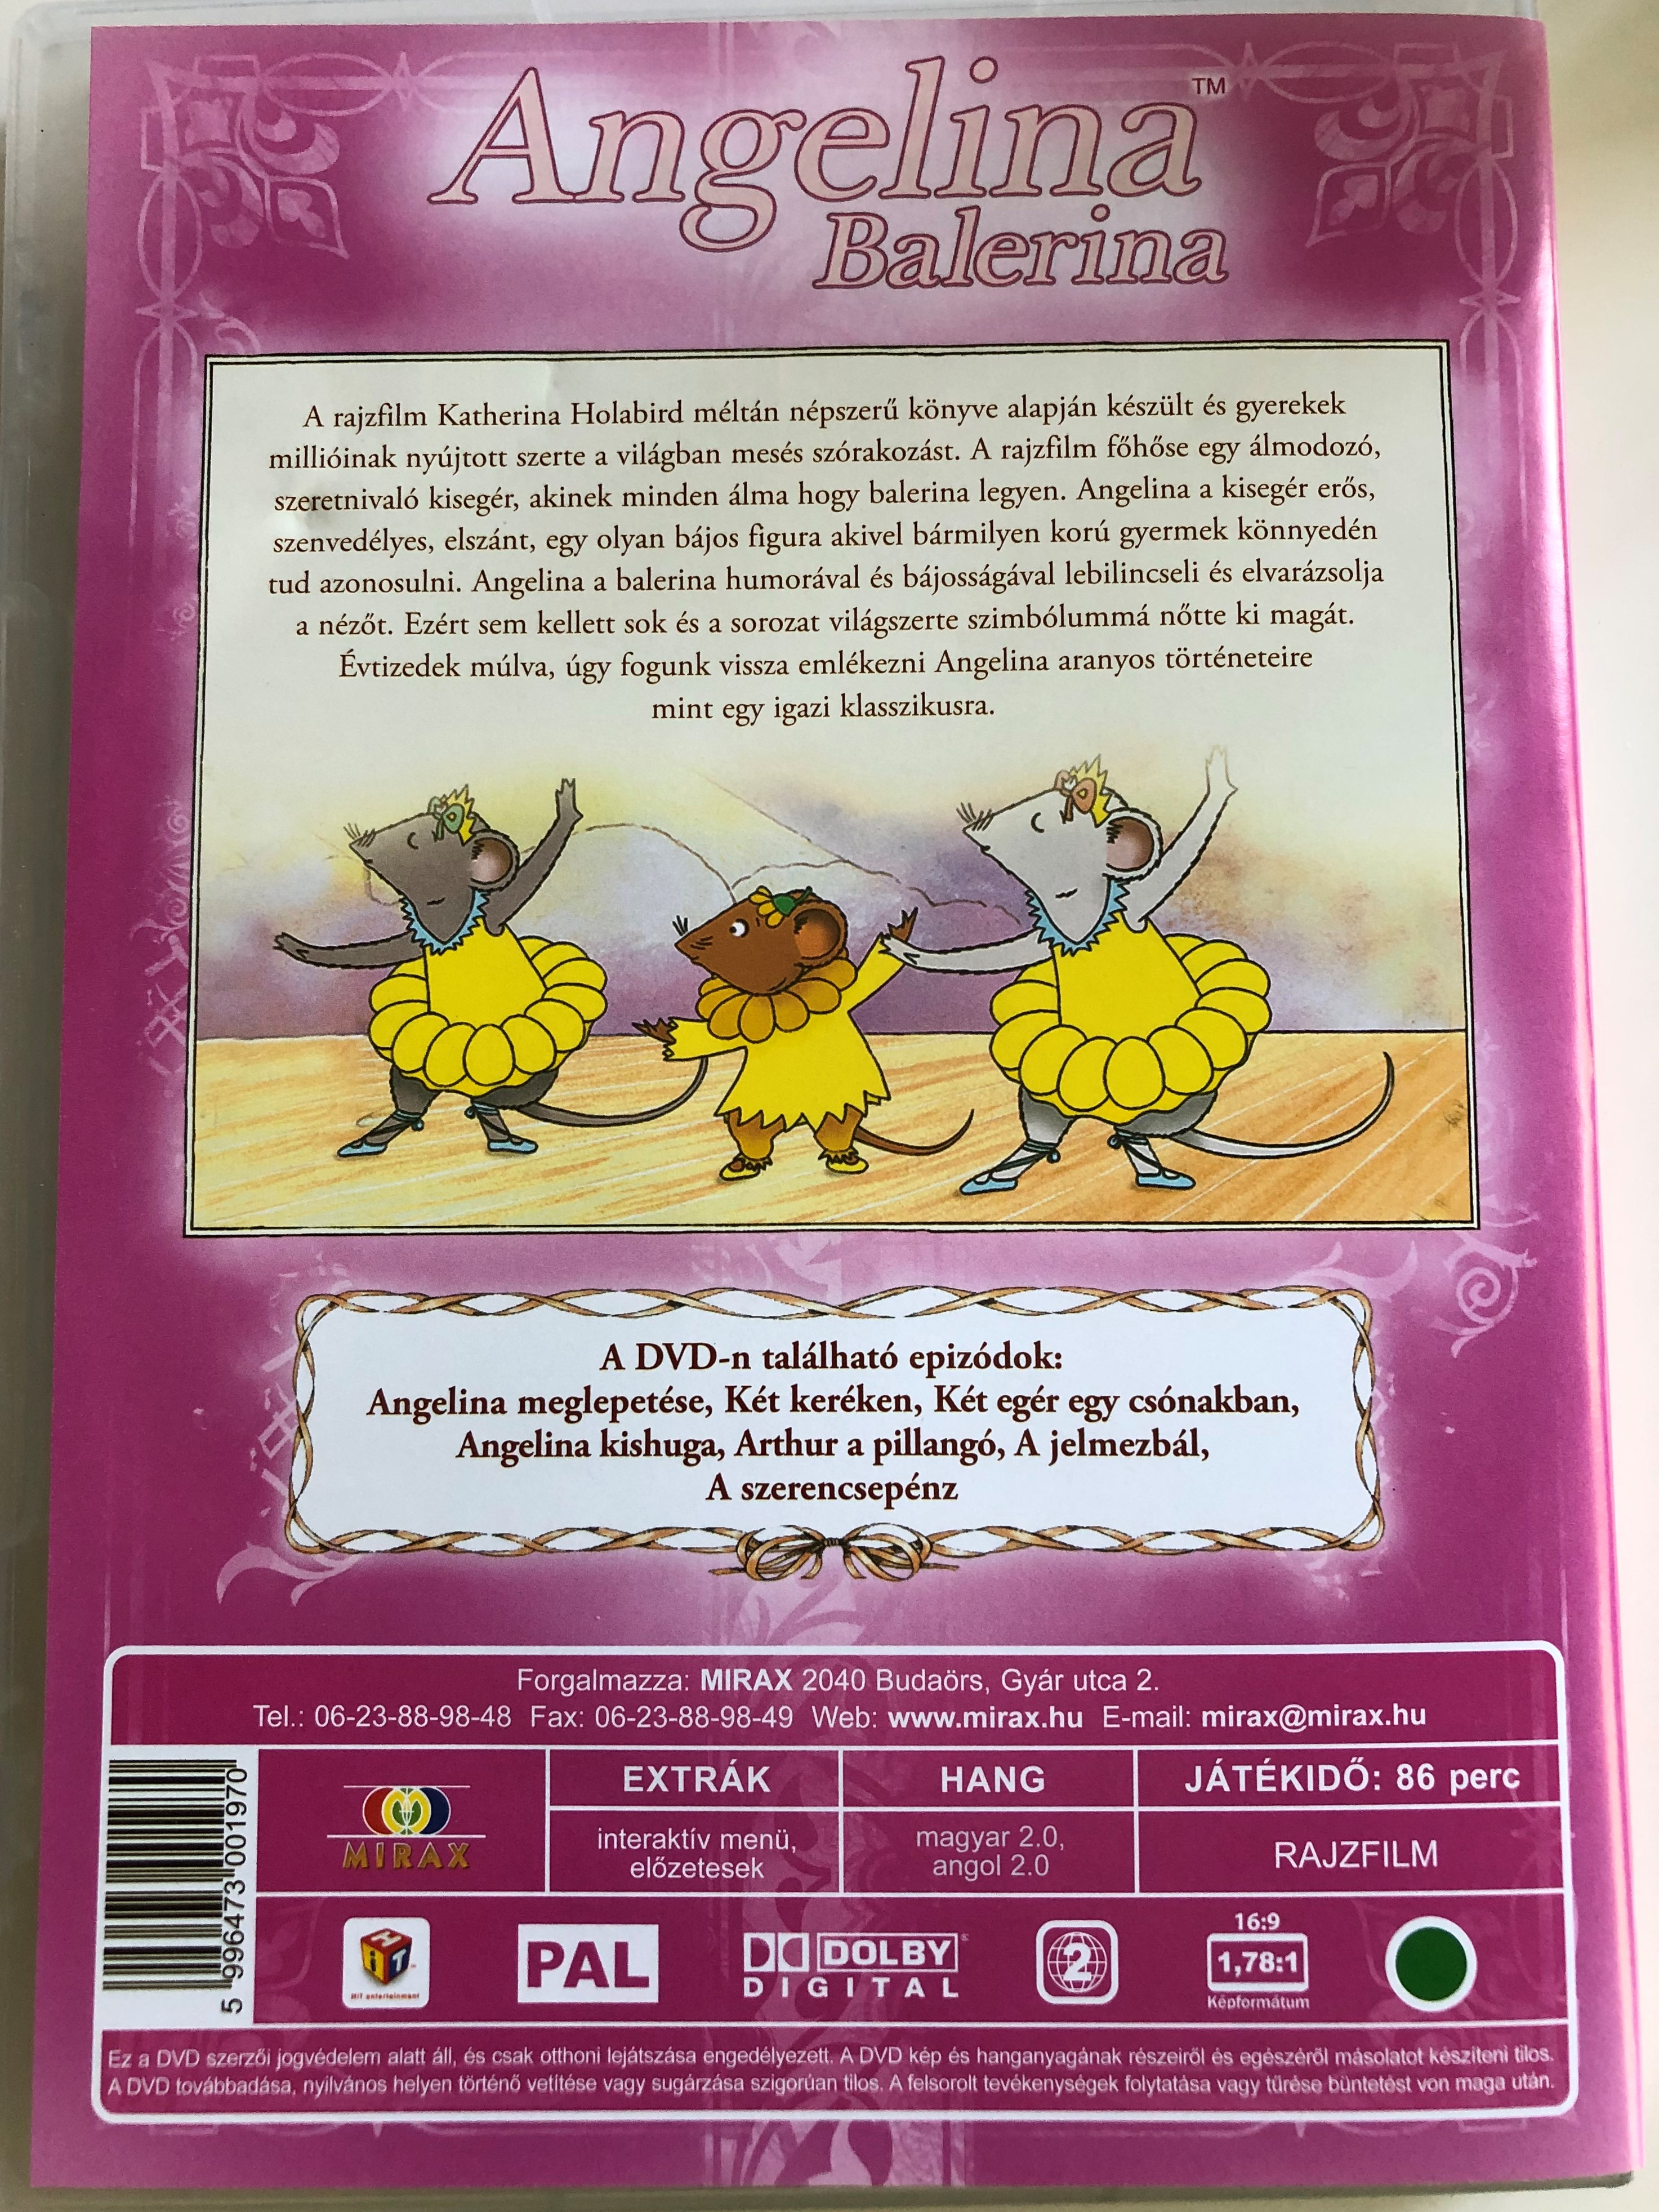 Angelina™
Balerina
A rajzfilm Katherina Holabird méltán népszerű könyve alapján készült és gyerekek
millióinak nyújtott szerte a világban mesés szórakozást. A rajzfilm főhőse egy álmodozó,
szeretnivaló kisegér, akinek minden álma hogy balerina legyen. Angelina a kisegér erős,
szenvedélyes, elszánt, egy olyan bájos figura akivel bármilyen korú gyermek könnyedén
tud azonosulni. Angelina a balerina humorával és bájosságával lebilincseli és elvarázsolja
a nézőt. Ezért sem kellett sok és a sorozat világszerte szimbólummá nőtte ki magát.
Évtizedek múlva, úgy fogunk vissza emlékezni Angelina aranyos történeteire
mint egy igazi klasszikusra.
A DVD-n található epizódok:
Angelina meglepetése, Két keréken, Két egér egy csónakban,
Angelina kishuga, Arthur a pillangó, A jelmezbál,
A szerencsepénz
Forgalmazza: MIRAX 2040 Budaörs, Gyár utca 2.
Tel.: 06-23-88-98-48 Fax: 06-23-88-98-49 Web: www.mirax.hu E-mail: mirax@mirax.hu
5 996473 001970
MIRAX
EXTRÁK
interaktív menü,
előzetesek
HANG
magyar 2.0,
angol 2.0
JÁTÉKIDŐ: 86 perc
RAJZFILM
HiT
HiT entertainment
PAL
DOLBY
DIGITAL
2
16:9
1,78:1
Képformátum
Ez a DVD szerzői jogvédelem alatt áll, és csak otthoni lejátszása engedélyezett. A DVD kép és hanganyagának részeiről és egészéről másolatot készíteni tilos.
A DVD továbbadása, nyilvános helyen történő vetítése vagy sugárzása szigorúan tilos. A felsorolt tevékenységek folytatása vagy tűrése büntetést von maga után.